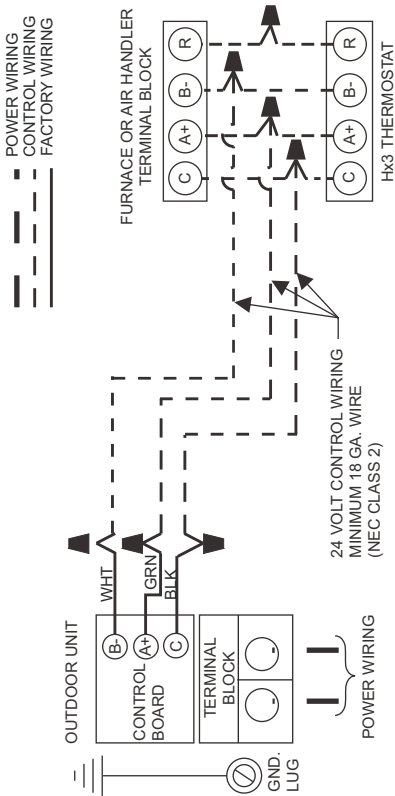 POWER WIRING
CONTROL WIRING
FACTORY WIRING
FURNACE OR AIR HANDLER
TERMINAL BLOCK
R
B-
A+
C
R
B-
A+
C
Hx3 THERMOSTAT
24 VOLT CONTROL WIRING
MINIMUM 18 GA. WIRE
(NEC CLASS 2)
OUTDOOR UNIT
WHT
GRN
BLK
B-
A+
C
CONTROL
BOARD
TERMINAL
BLOCK
-
-
POWER WIRING
GND.
LUG